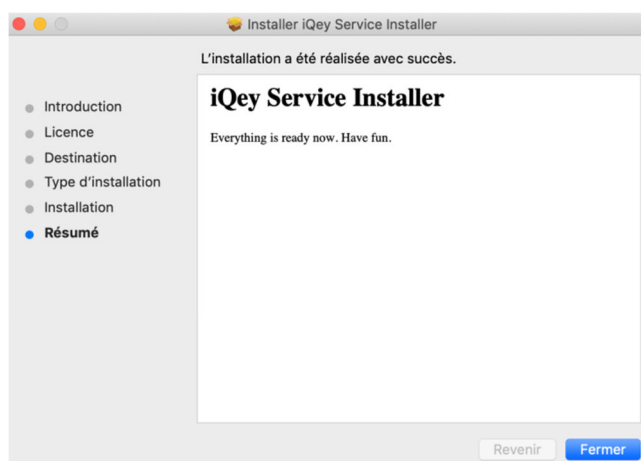 Installer iQey Service Installer
L'installation a été réalisée avec succès.
Introduction
Licence
Destination
Type d'installation
Installation
Résumé
iQey Service Installer
Everything is ready now. Have fun.
Revenir
Fermer